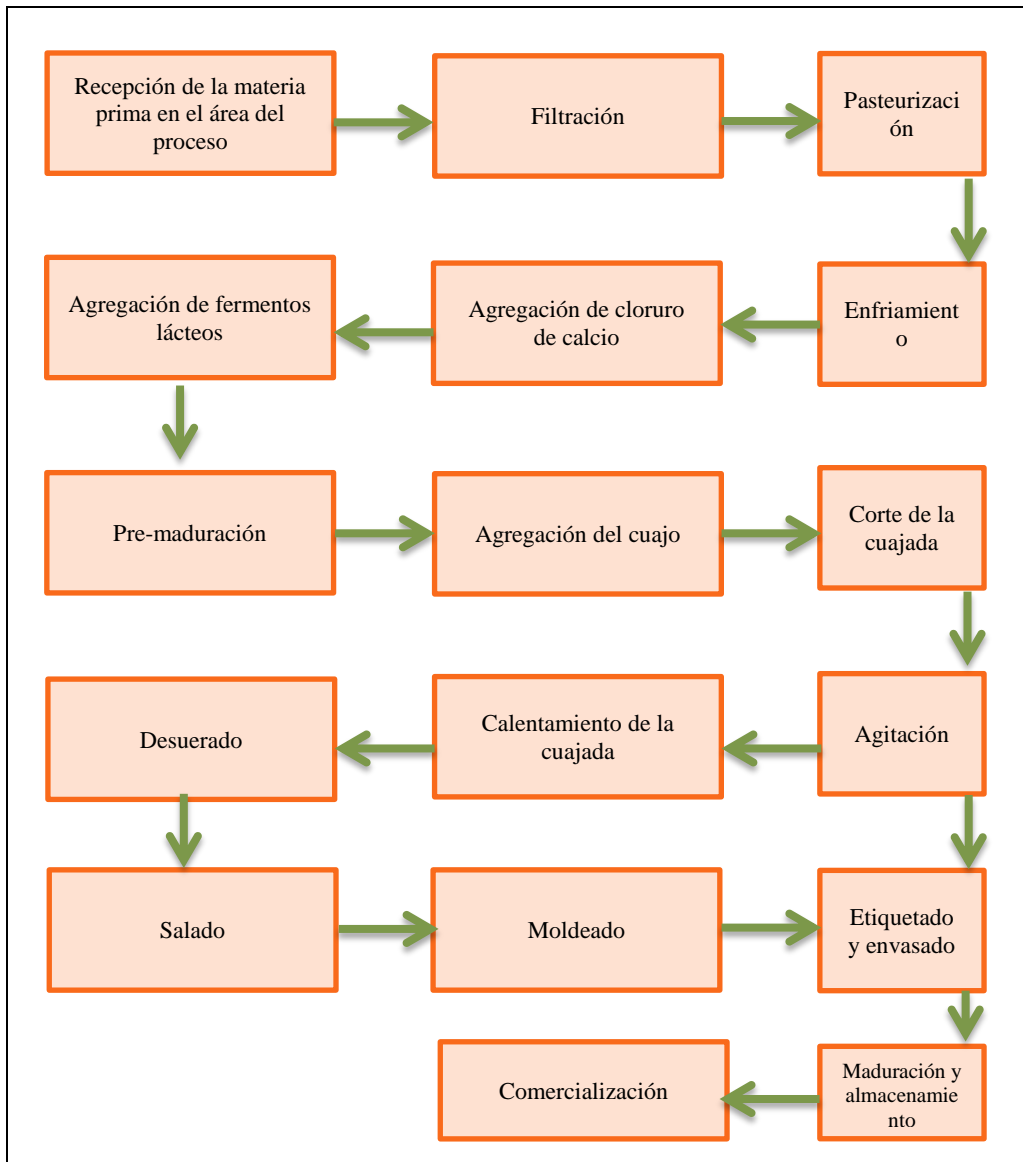 Recepción de la materia
prima en el área del
proceso
Filtración
Pasteurizaci
ón
Enfriamient
o
Agregación de cloruro
de calcio
Agregación de fermentos
lácteos
Pre-maduración
Agregación del cuajo
Corte de la
cuajada
Agitación
Calentamiento de la
cuajada
Desuerado
Salado
Moldeado
Etiquetado
y envasado
Maduración y
almacenamie
nto
Comercialización